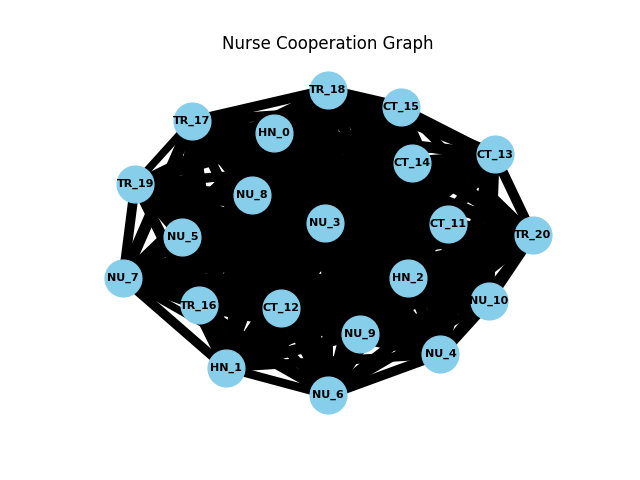 Nurse Cooperation Graph
TR_18
CT_15
TR_17
HN_0
CT_13
CT_14
TR_19
NU_8
NU_3
CT_11
TR_20
NU_5
NU_7
HN_2
NU_10
TR_16
CT_12
NU_9
NU_4
HN_1
NU_6